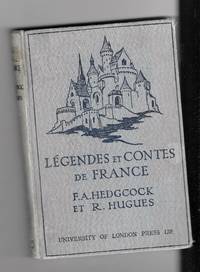 LÉGENDES ET CONTES
DE FRANCE
F.A.HEDGCOCK
ET R. HUGUES
UNIVERSITY OF LONDON PRESS LTD